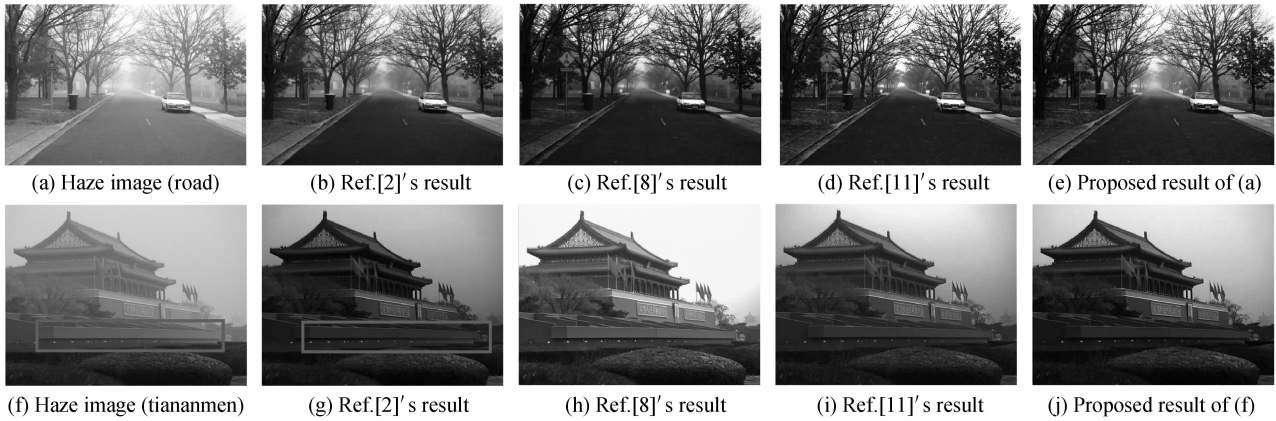 (a) Haze image (road)
(b) Ref.[2]′s result
(c) Ref.[8]′s result
(d) Ref.[11]′s result
(e) Proposed result of (a)
(f) Haze image (tiananmen)
(g) Ref.[2]′s result
(h) Ref.[8]′s result
(i) Ref.[11]′s result
(j) Proposed result of (f)